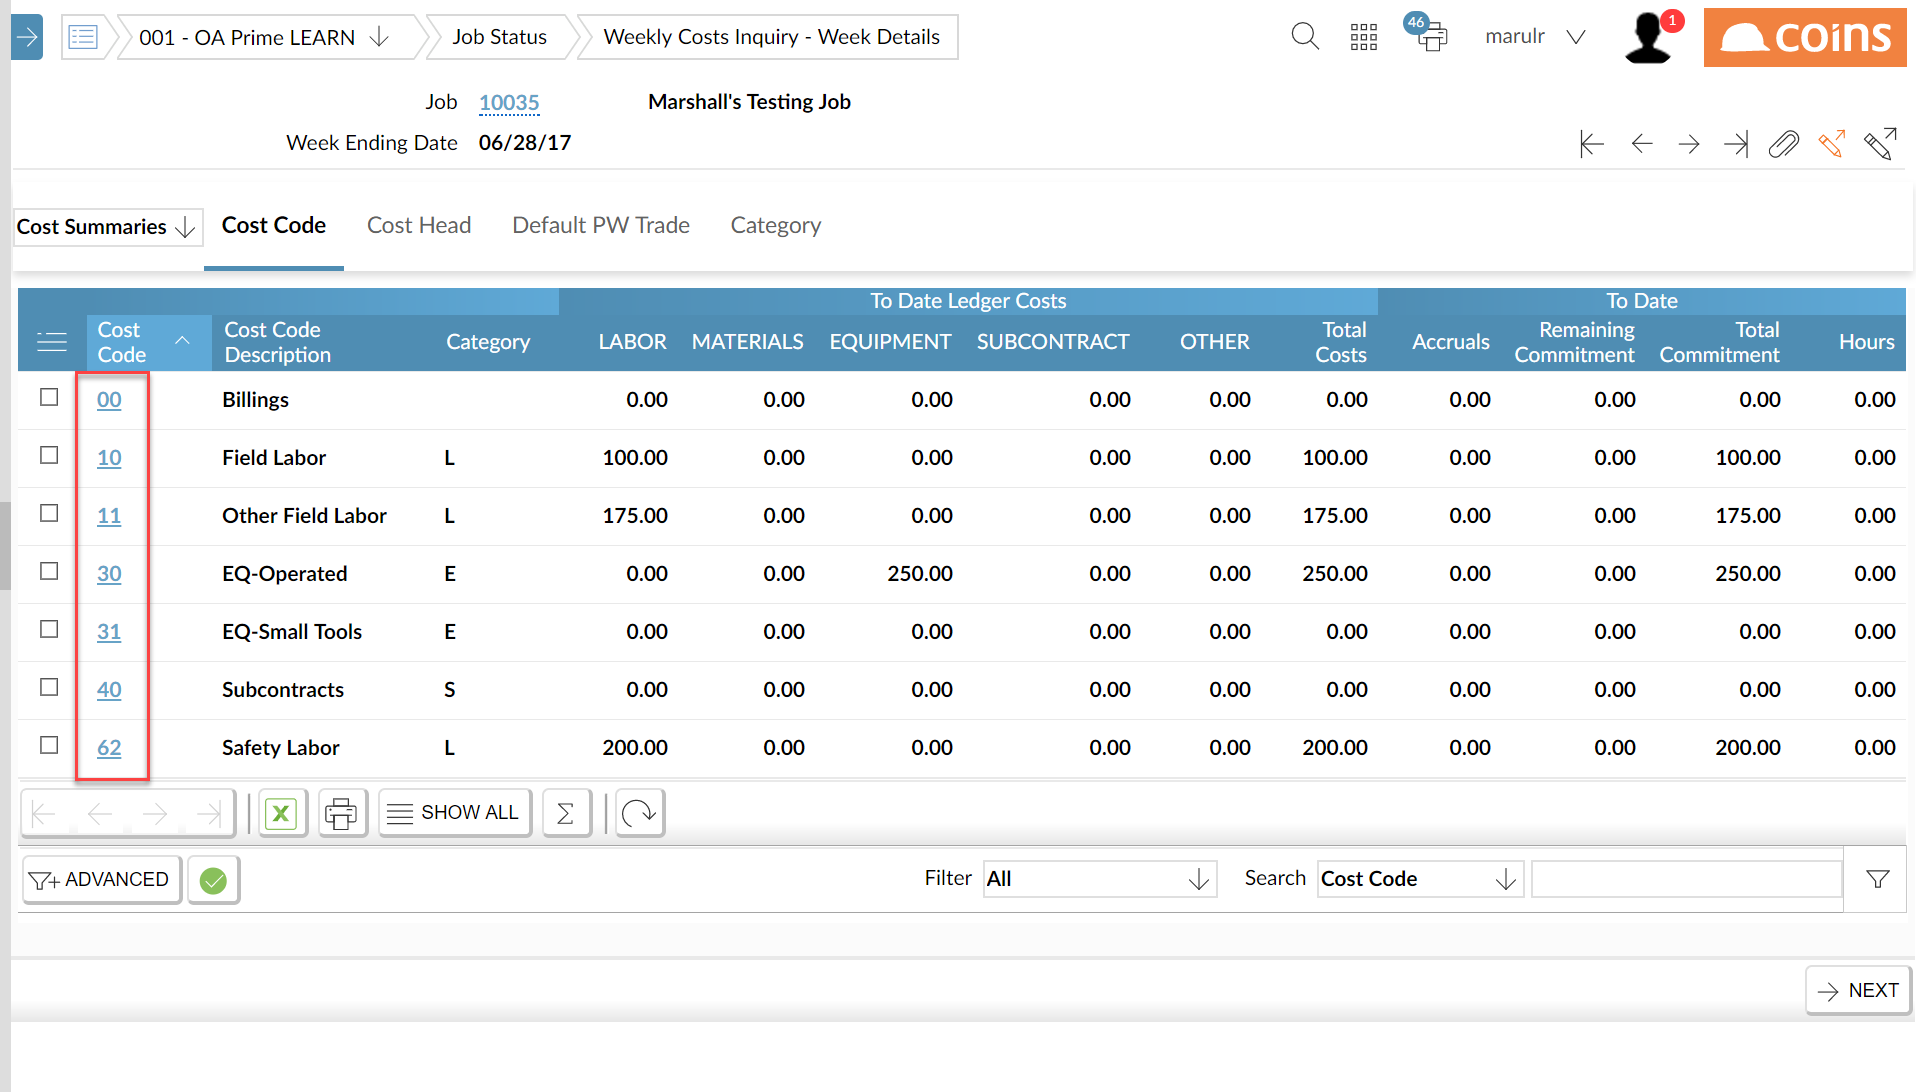 001 - OA Prime LEARN
Job Status
Weekly Costs Inquiry - Week Details
46
marulr
1
coins
Job 10035 Marshall's Testing Job
Week Ending Date 06/28/17
Cost Summaries Cost Code Cost Head Default PW Trade Category
To Date Ledger Costs To Date
Cost Code Cost Code Description Category LABOR MATERIALS EQUIPMENT SUBCONTRACT OTHER Total Costs Accruals Remaining Commitment Total Commitment Hours
00 Billings 0.00 0.00 0.00 0.00 0.00 0.00 0.00 0.00 0.00 0.00
10 Field Labor L 100.00 0.00 0.00 0.00 0.00 100.00 0.00 0.00 100.00 0.00
11 Other Field Labor L 175.00 0.00 0.00 0.00 0.00 175.00 0.00 0.00 175.00 0.00
30 EQ-Operated E 0.00 0.00 250.00 0.00 0.00 250.00 0.00 0.00 250.00 0.00
31 EQ-Small Tools E 0.00 0.00 0.00 0.00 0.00 0.00 0.00 0.00 0.00 0.00
40 Subcontracts S 0.00 0.00 0.00 0.00 0.00 0.00 0.00 0.00 0.00 0.00
62 Safety Labor L 200.00 0.00 0.00 0.00 0.00 200.00 0.00 0.00 200.00 0.00
X SHOW ALL Σ
ADVANCED Filter All Search Cost Code
NEXT